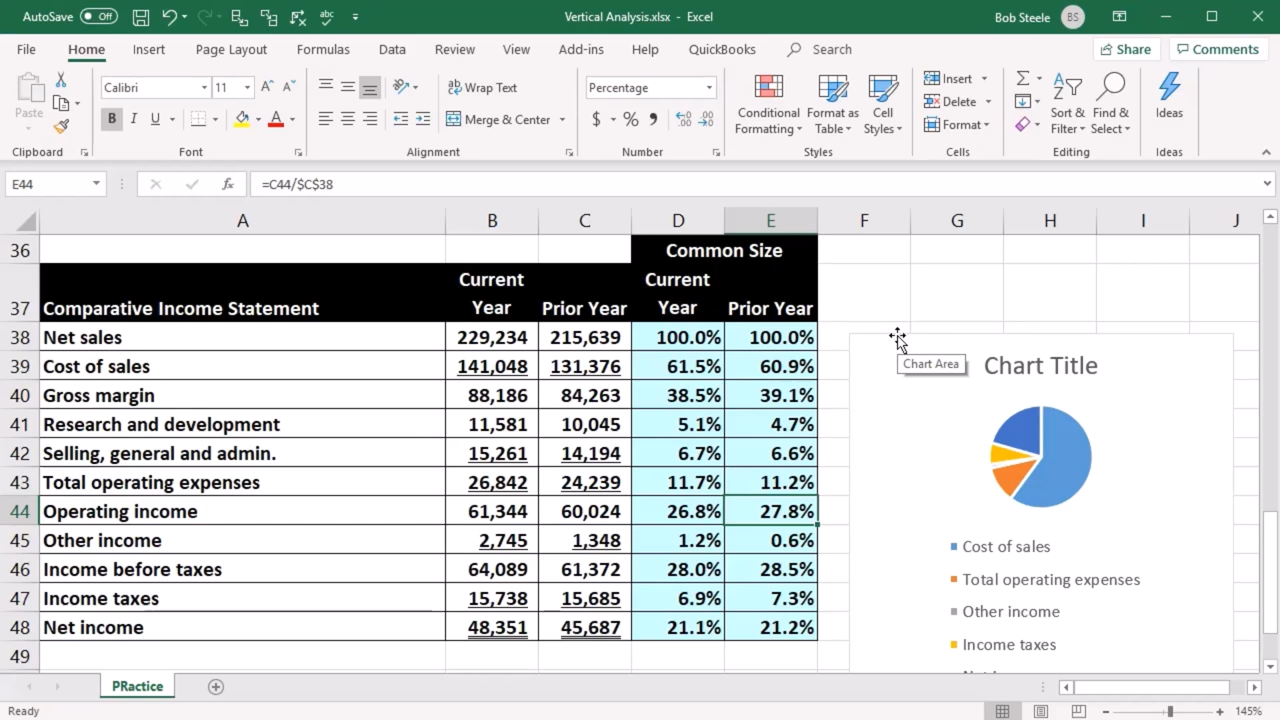 AutoSave Off Vertical Analysis.xlsx - Excel Bob Steele BS
File Home Insert Page Layout Formulas Data Review View Add-ins Help QuickBooks Search Share Comments
Paste Calibri 11 Wrap Text Percentage Conditional Formatting Format as Table Cell Styles Insert Sort & Filter Find & Select Ideas
B I U A Merge & Center $ % Delete
Format
Clipboard Font Alignment Number Styles Cells Editing Ideas
E44 fx =C44/$C$38
A B C D E F G H I J
36 Common Size
37 Comparative Income Statement Current Year Prior Year Current Year Prior Year
38 Net sales 229,234 215,639 100.0% 100.0%
39 Cost of sales 141,048 131,376 61.5% 60.9%
40 Gross margin 88,186 84,263 38.5% 39.1%
41 Research and development 11,581 10,045 5.1% 4.7%
42 Selling, general and admin. 15,261 14,194 6.7% 6.6%
43 Total operating expenses 26,842 24,239 11.7% 11.2%
44 Operating income 61,344 60,024 26.8% 27.8%
45 Other income 2,745 1,348 1.2% 0.6%
46 Income before taxes 64,089 61,372 28.0% 28.5%
47 Income taxes 15,738 15,685 6.9% 7.3%
48 Net income 48,351 45,687 21.1% 21.2%
49
Chart Area
Chart Title
Cost of sales
Total operating expenses
Other income
Income taxes
PRactice
Ready 145%